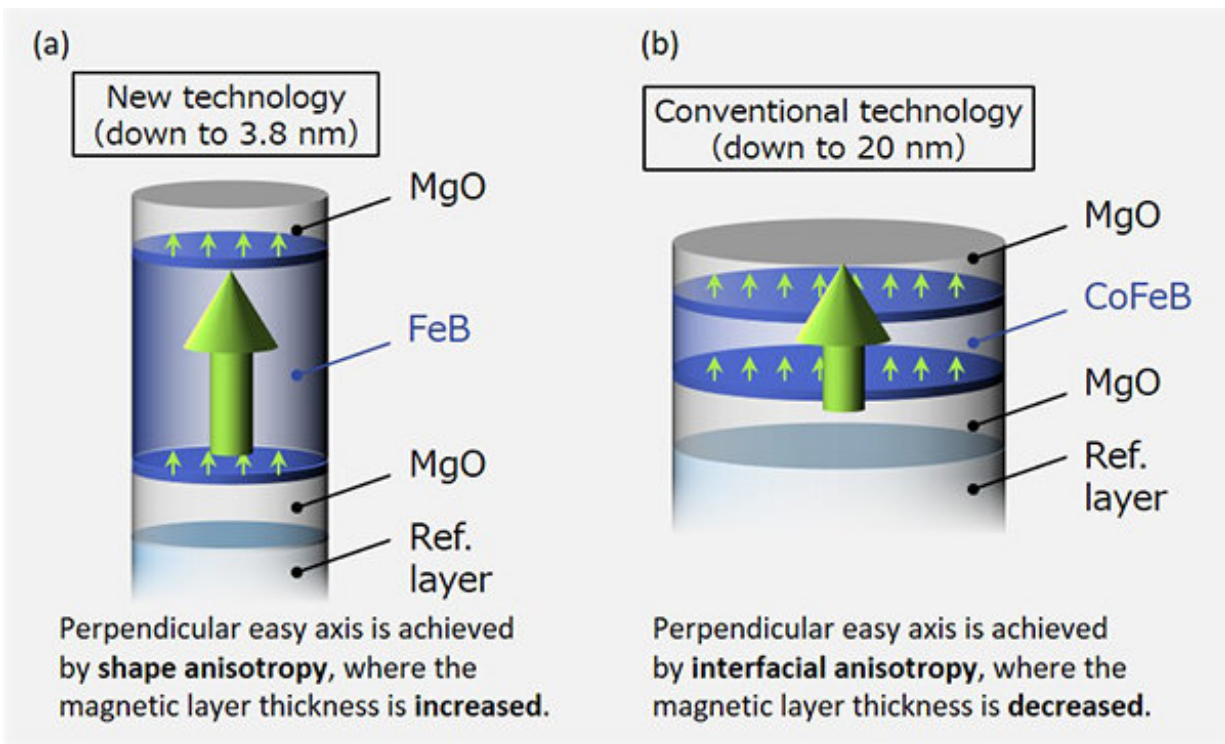 (a)
New technology
(down to 3.8 nm)
MgO
FeB
MgO
Ref.
layer
Perpendicular easy axis is achieved
by shape anisotropy, where the
magnetic layer thickness is increased.
(b)
Conventional technology
(down to 20 nm)
MgO
CoFeB
MgO
Ref.
layer
Perpendicular easy axis is achieved
by interfacial anisotropy, where the
magnetic layer thickness is decreased.